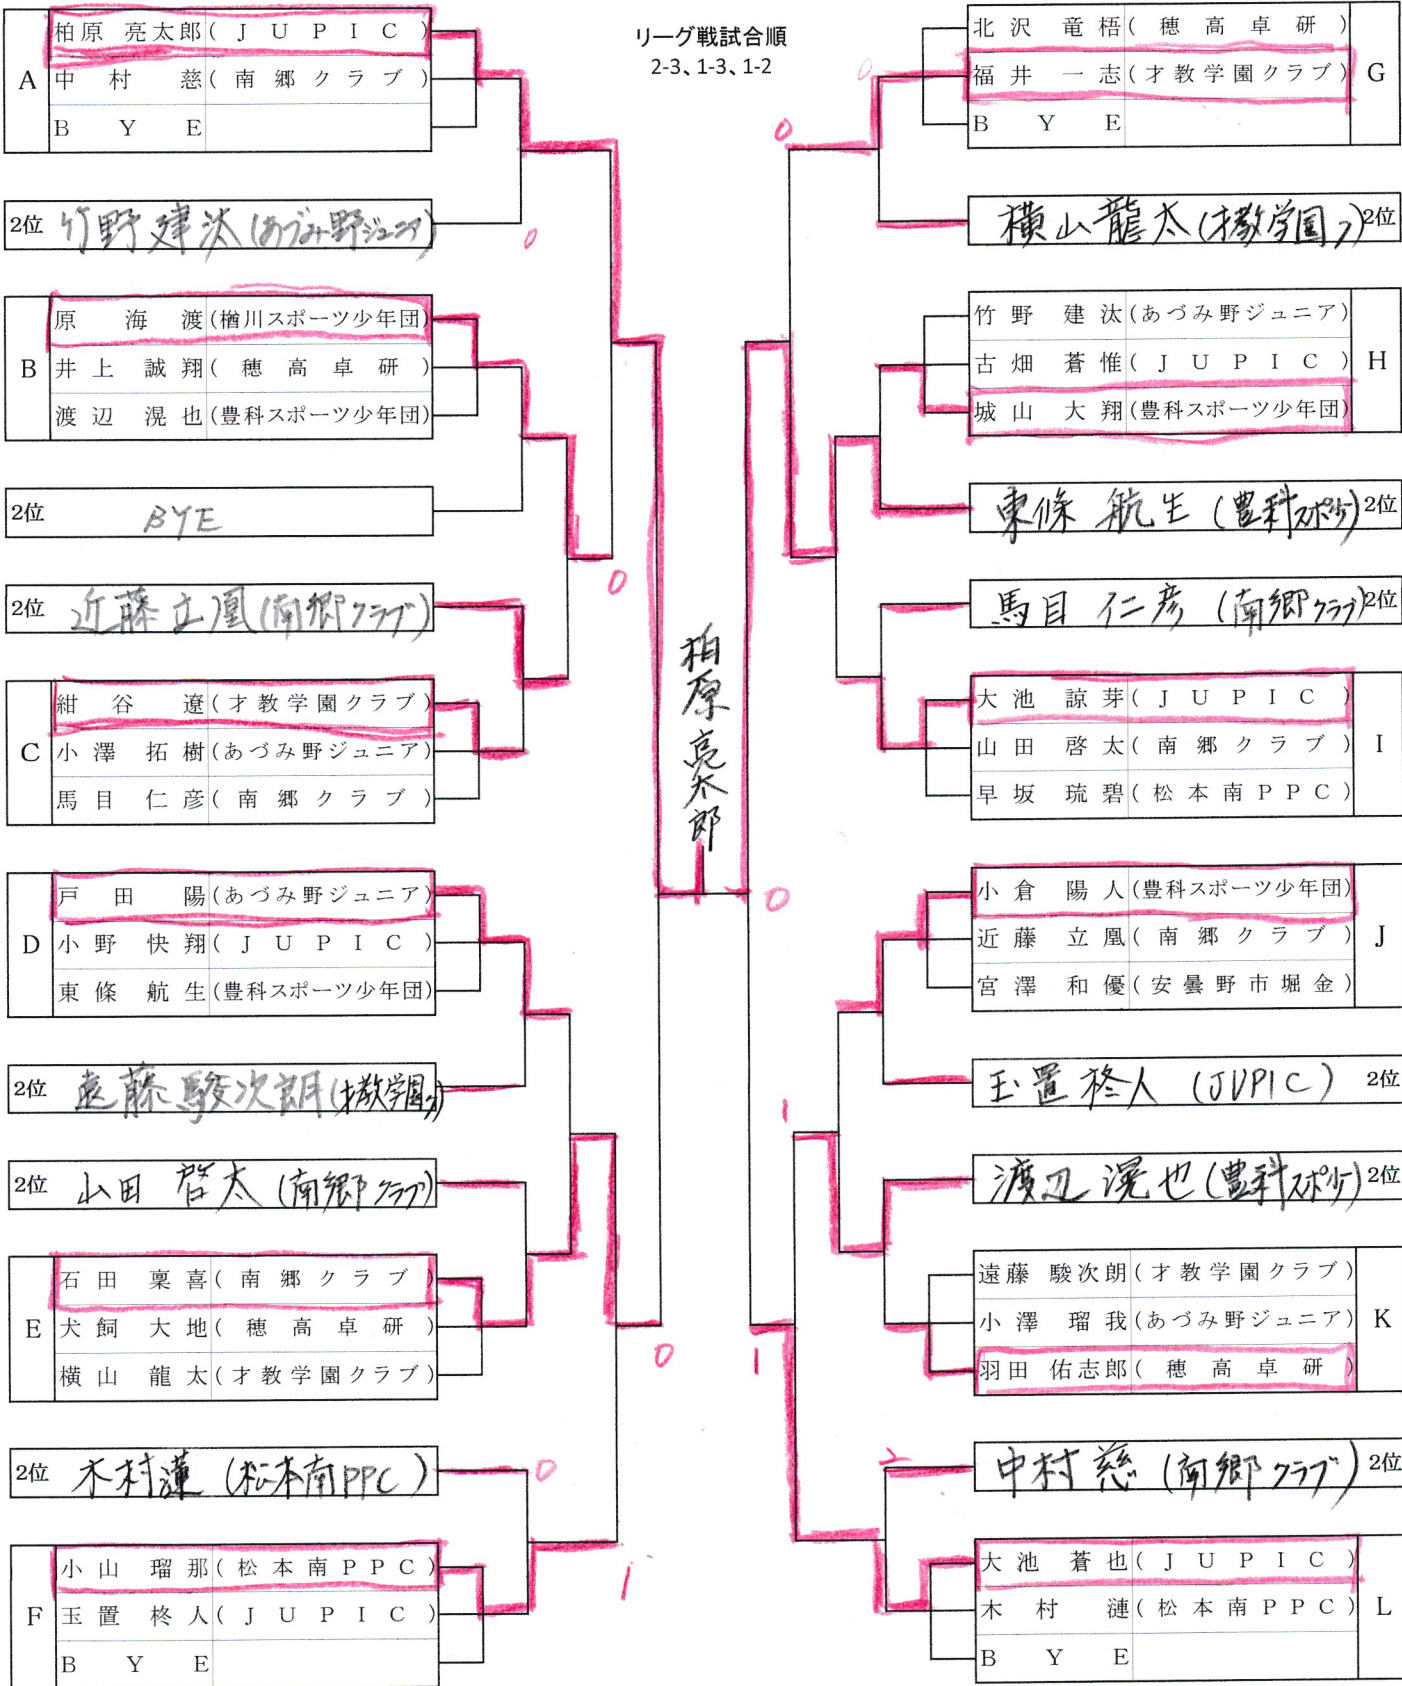 リーグ戦試合順
2-3、1-3、1-2
A
柏原 亮太郎 (JUPIC)
中村 慈 (南郷クラブ)
BYE
2位 竹野建汰 (あづみ野ジュニア)
0
B
原 海渡 (楢川スポーツ少年団)
井上 誠翔 (穂高卓研)
渡辺 滉也 (豊科スポーツ少年団)
2位 BYE
0
2位 近藤立凰 (南郷クラブ)
C
紺谷 遼 (才教学園クラブ)
小澤 拓樹 (あづみ野ジュニア)
馬目 仁彦 (南郷クラブ)
D
戸田 陽 (あづみ野ジュニア)
小野 快翔 (JUPIC)
東條 航生 (豊科スポーツ少年団)
2位 遠藤駿次朗 (才教学園ク)
2位 山田 啓太 (南郷クラブ)
E
石田 稟喜 (南郷クラブ)
犬飼 大地 (穂高卓研)
横山 龍太 (才教学園クラブ)
0
2位 木村漣 (松本南PPC)
0
F
小山 瑠那 (松本南PPC)
玉置 柊人 (JUPIC)
BYE
1
柏原亮太郎
0
G
北沢 竜梧 (穂高卓研)
福井 一志 (才教学園クラブ)
BYE
0
0
横山龍太 (才教学園ク) 2位
H
竹野 建汰 (あづみ野ジュニア)
古畑 蒼惟 (JUPIC)
城山 大翔 (豊科スポーツ少年団)
東條 航生 (豊科スポ少) 2位
馬目 仁彦 (南郷クラブ) 2位
I
大池 諒芽 (JUPIC)
山田 啓太 (南郷クラブ)
早坂 琉碧 (松本南PPC)
J
小倉 陽人 (豊科スポーツ少年団)
近藤 立凰 (南郷クラブ)
宮澤 和優 (安曇野市堀金)
玉置柊人 (JUPIC) 2位
1
渡辺 滉也 (豊科スポ少) 2位
K
遠藤 駿次朗 (才教学園クラブ)
小澤 瑠我 (あづみ野ジュニア)
羽田 佑志郎 (穂高卓研)
1
2
中村 慈 (南郷クラブ) 2位
L
大池 蒼也 (JUPIC)
木村 漣 (松本南PPC)
BYE